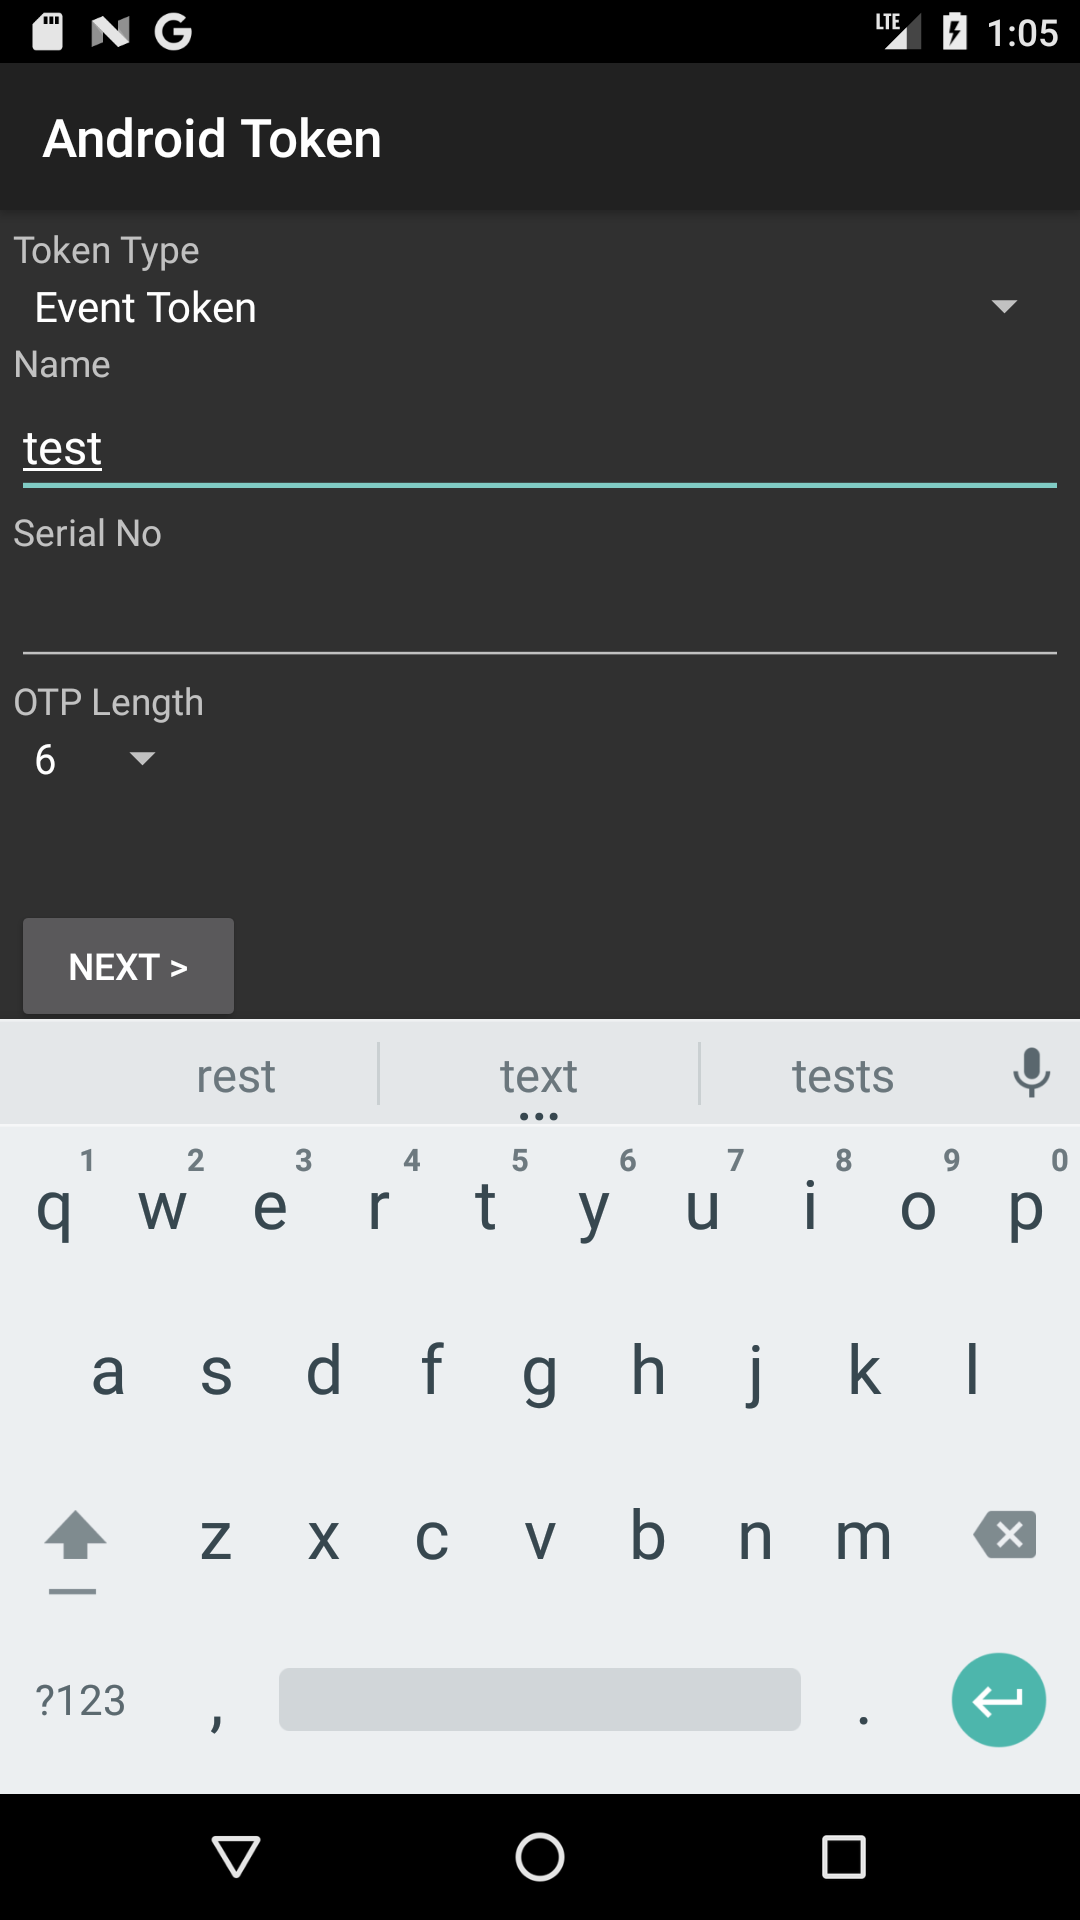 LTE 1:05
Android Token
Token Type
Event Token
Name
test
Serial No
OTP Length
6
NEXT >
rest text tests
1 2 3 4 5 6 7 8 9 0
q w e r t y u i o p
a s d f g h j k l
z x c v b n m
?123 , .